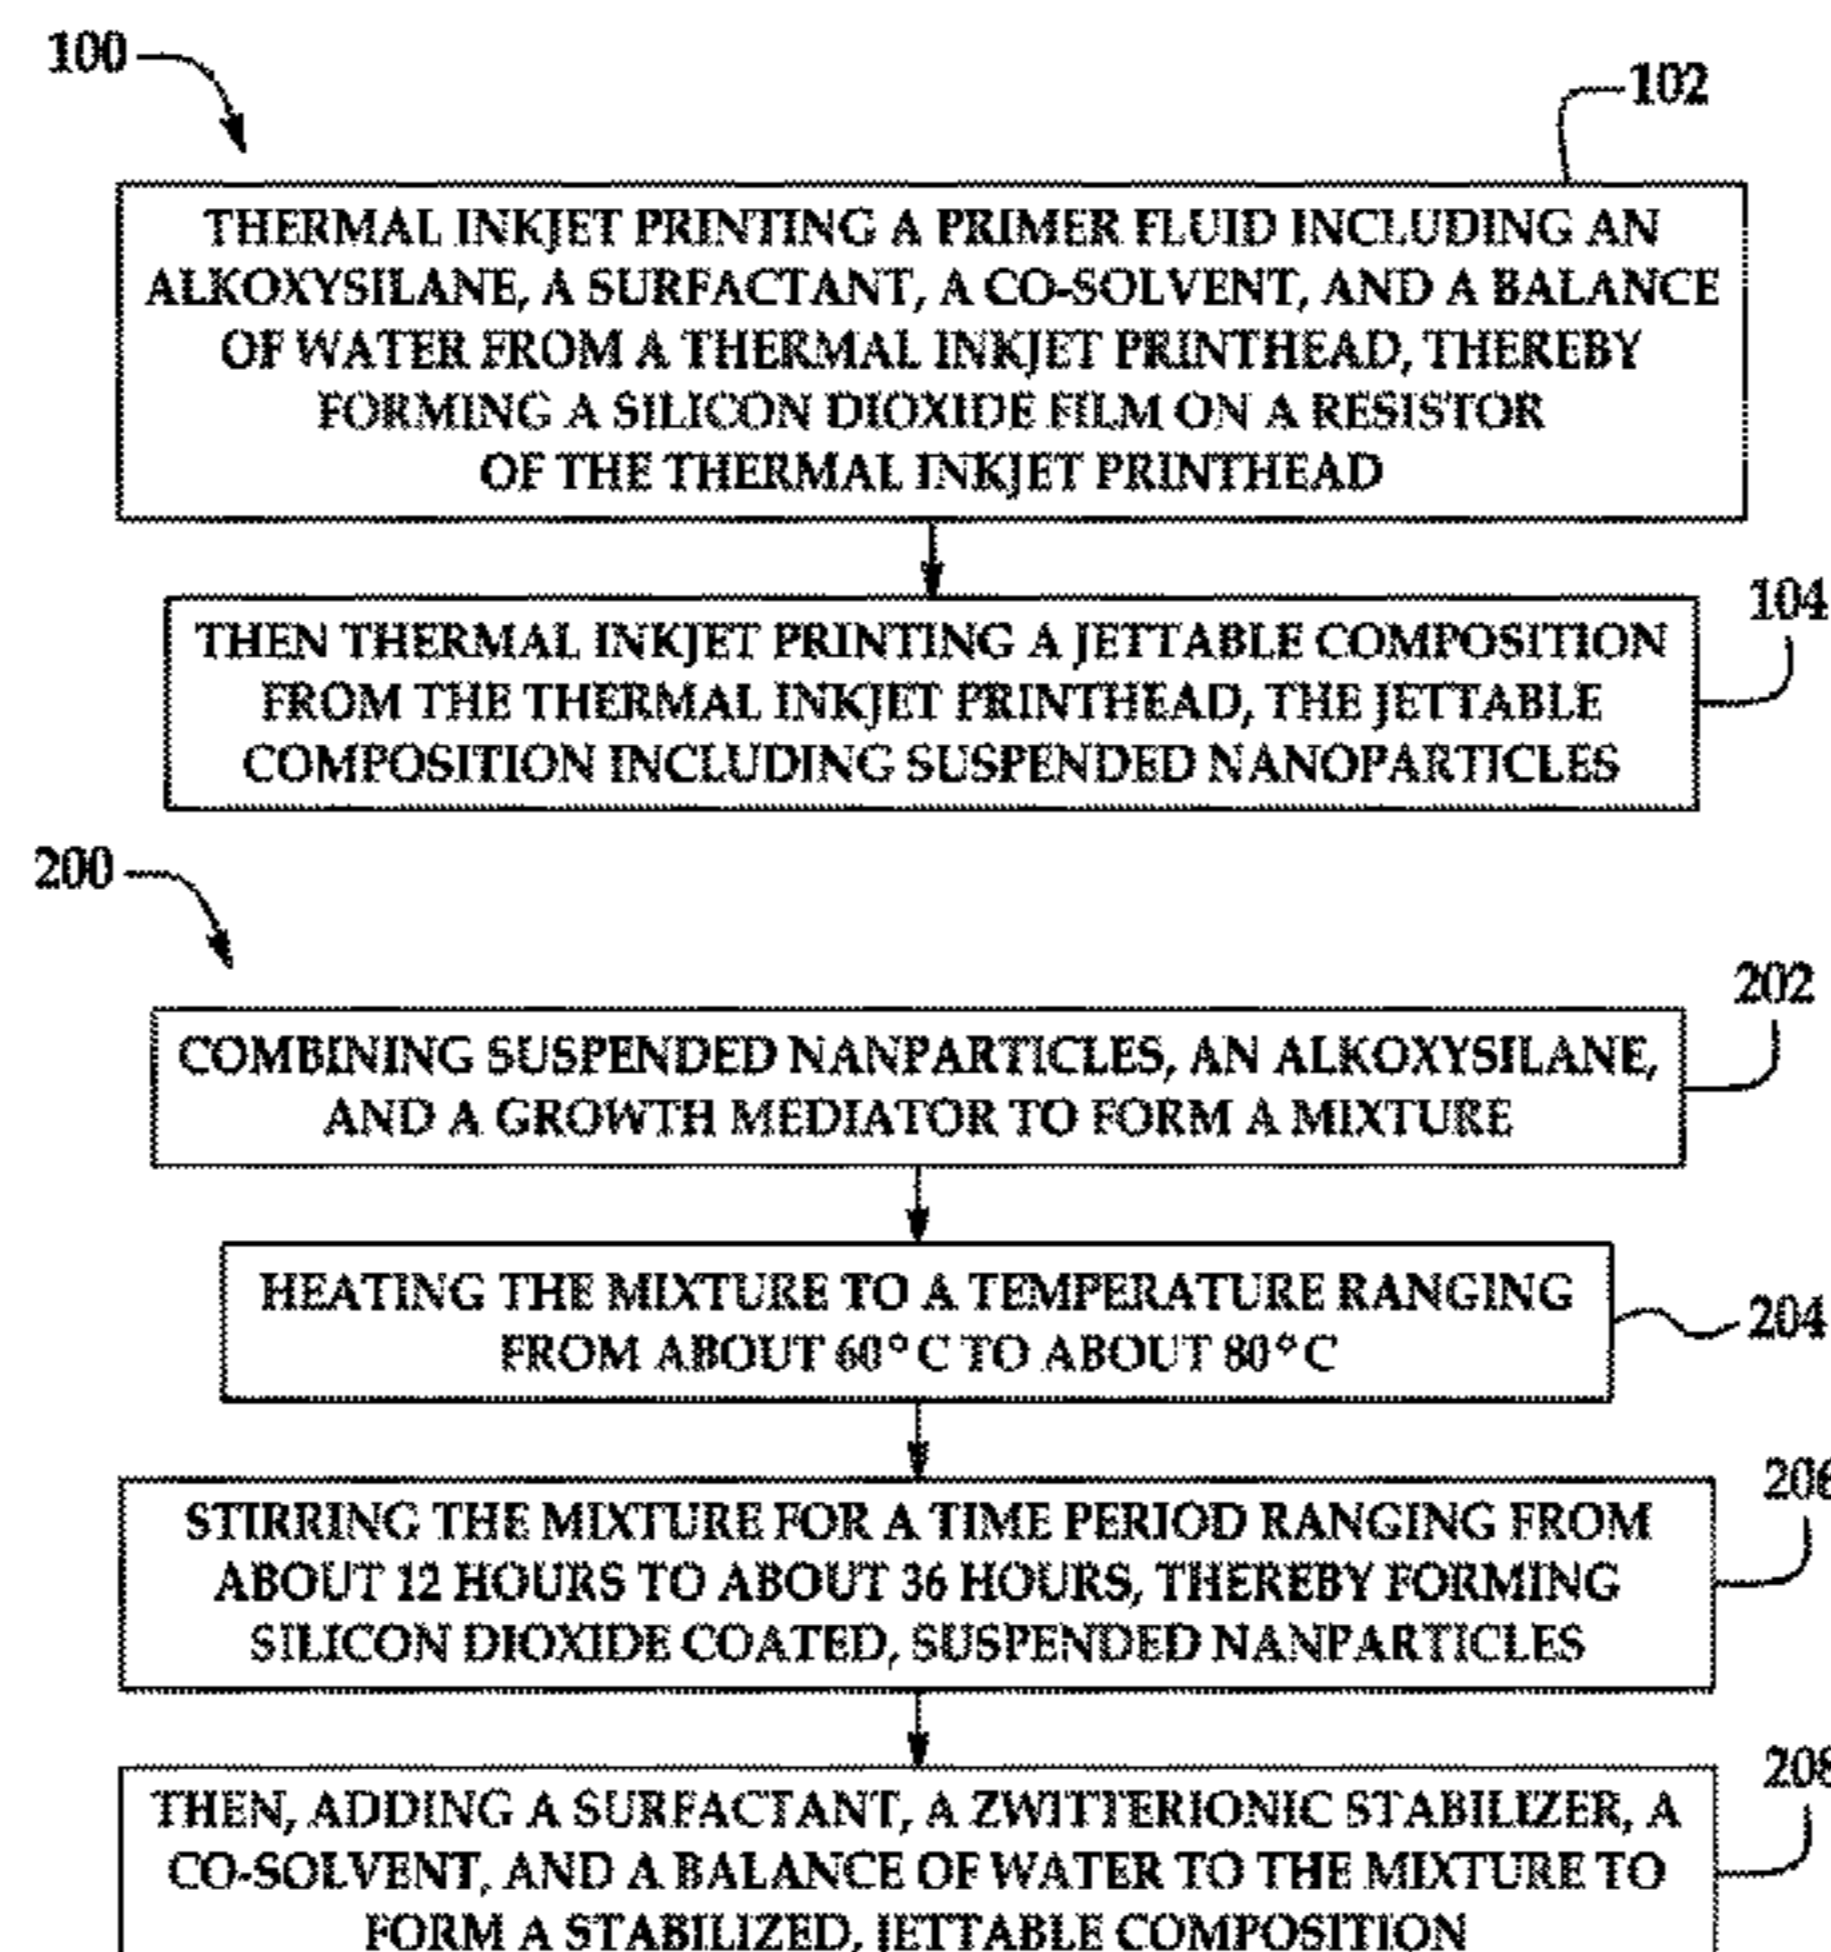 100
102
THERMAL INKJET PRINTING A PRIMER FLUID INCLUDING AN
ALKOXYSILANE, A SURFACTANT, A CO-SOLVENT, AND A BALANCE
OF WATER FROM A THERMAL INKJET PRINTHEAD, THEREBY
FORMING A SILICON DIOXIDE FILM ON A RESISTOR
OF THE THERMAL INKJET PRINTHEAD
104
THEN THERMAL INKJET PRINTING A JETTABLE COMPOSITION
FROM THE THERMAL INKJET PRINTHEAD, THE JETTABLE
COMPOSITION INCLUDING SUSPENDED NANOPARTICLES
200
202
COMBINING SUSPENDED NANPARTICLES, AN ALKOXYSILANE,
AND A GROWTH MEDIATOR TO FORM A MIXTURE
HEATING THE MIXTURE TO A TEMPERATURE RANGING
FROM ABOUT 60°C TO ABOUT 80°C
204
206
STIRRING THE MIXTURE FOR A TIME PERIOD RANGING FROM
ABOUT 12 HOURS TO ABOUT 36 HOURS, THEREBY FORMING
SILICON DIOXIDE COATED, SUSPENDED NANPARTICLES
208
THEN, ADDING A SURFACTANT, A ZWITTERIONIC STABILIZER, A
CO-SOLVENT, AND A BALANCE OF WATER TO THE MIXTURE TO
FORM A STABILIZED, JETTABLE COMPOSITION